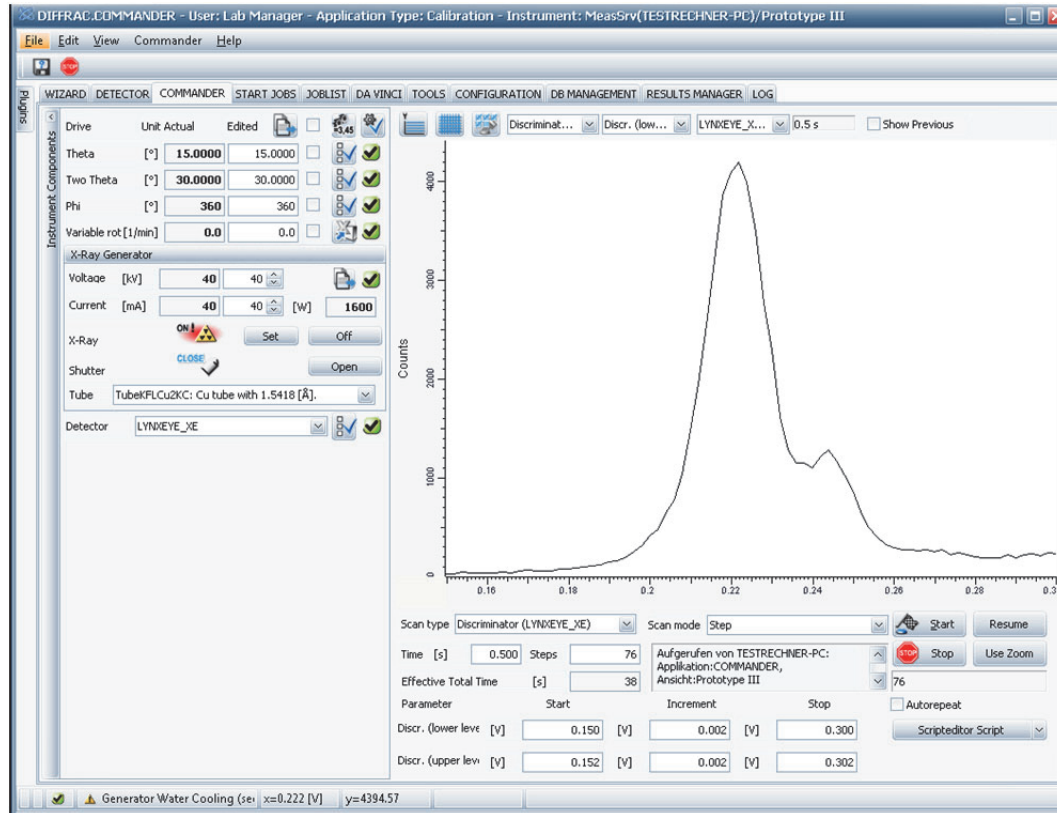 DIFFRAC.COMMANDER - User: Lab Manager - Application Type: Calibration - Instrument: MeasSrv(TESTRECHNER-PC)/Prototype III
File Edit View Commander Help
STOP
Plugins
WIZARD DETECTOR COMMANDER START JOBS JOBLIST DA VINCI TOOLS CONFIGURATION DB MANAGEMENT RESULTS MANAGER LOG
Instrument Components
Drive Unit Actual Edited
Theta [°] 15.0000 15.0000
Two Theta [°] 30.0000 30.0000
Phi [°] 360 360
Variable rot [1/min] 0.0 0.0
X-Ray Generator
Voltage [kV] 40 40
Current [mA] 40 40 [W] 1600
X-Ray ON! Set Off
Shutter CLOSE Open
Tube TubeKFLCu2KC: Cu tube with 1.5418 [Å].
Detector LYNXEYE_XE
Discriminat... Discr. (low... LYNXEYE_X... 0.5 s Show Previous
Counts
4000
3000
2000
1000
0
0.16 0.18 0.2 0.22 0.24 0.26 0.28 0.3
Scan type Discriminator (LYNXEYE_XE) Scan mode Step Start Resume
Time [s] 0.500 Steps 76 Aufgerufen von TESTRECHNER-PC: STOP Stop Use Zoom
Applikation:COMMANDER,
Effective Total Time [s] 38 Ansicht:Prototype III 76
Parameter Start Increment Stop Autorepeat
Discr. (lower leve [V] 0.150 [V] 0.002 [V] 0.300 Scripteditor Script
Discr. (upper lev [V] 0.152 [V] 0.002 [V] 0.302
Generator Water Cooling (se x=0.222 [V] y=4394.57